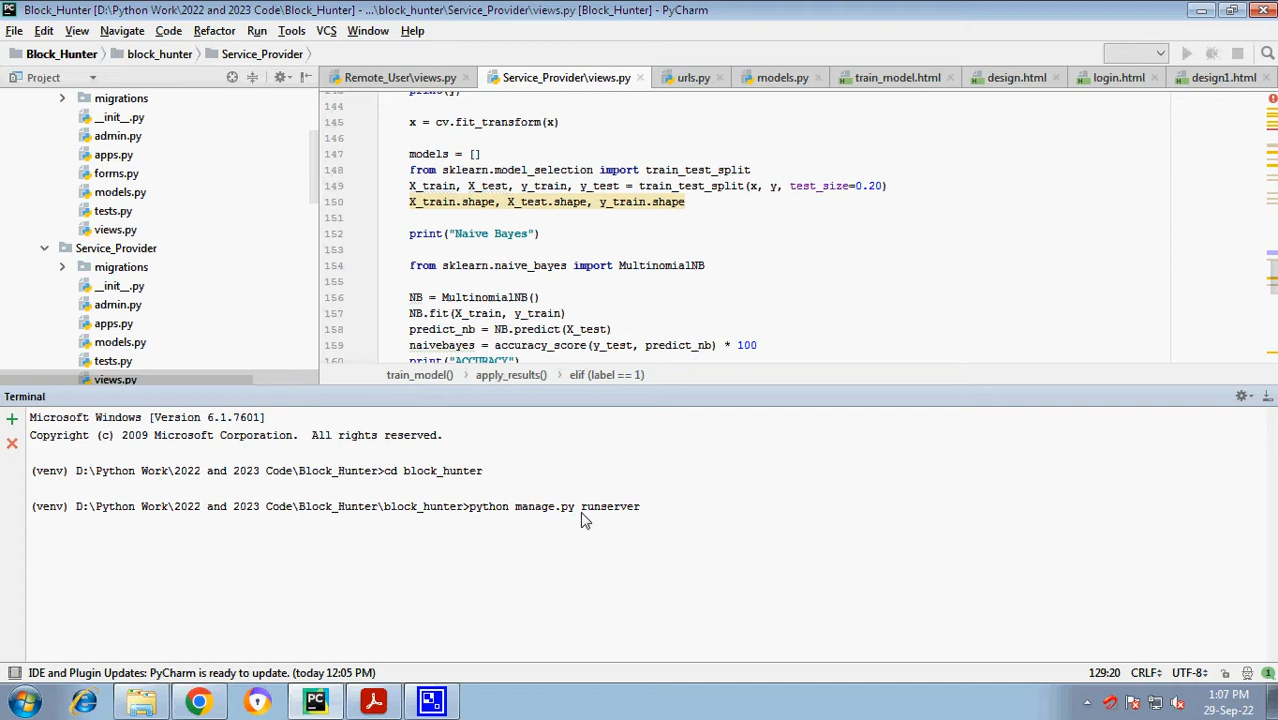 Block_Hunter [D:\Python Work\2022 and 2023 Code\Block_Hunter] - ...\block_hunter\Service_Provider\views.py [Block_Hunter] - PyCharm
File Edit View Navigate Code Refactor Run Tools VCS Window Help
Block_Hunter block_hunter Service_Provider
Project Remote_User\views.py Service_Provider\views.py urls.py models.py train_model.html design.html login.html design1.html
migrations
__init__.py
admin.py
apps.py
forms.py
models.py
tests.py
views.py
Service_Provider
migrations
__init__.py
admin.py
apps.py
models.py
tests.py
views.py
143 print(y)
144
145 x = cv.fit_transform(x)
146
147 models = []
148 from sklearn.model_selection import train_test_split
149 X_train, X_test, y_train, y_test = train_test_split(x, y, test_size=0.20)
150 X_train.shape, X_test.shape, y_train.shape
151
152 print("Naive Bayes")
153
154 from sklearn.naive_bayes import MultinomialNB
155
156 NB = MultinomialNB()
157 NB.fit(X_train, y_train)
158 predict_nb = NB.predict(X_test)
159 naivebayes = accuracy_score(y_test, predict_nb) * 100
160 print("ACCURACY")
train_model() apply_results() elif (label == 1)
Terminal
Microsoft Windows [Version 6.1.7601]
Copyright (c) 2009 Microsoft Corporation. All rights reserved.
(venv) D:\Python Work\2022 and 2023 Code\Block_Hunter>cd block_hunter
(venv) D:\Python Work\2022 and 2023 Code\Block_Hunter\block_hunter>python manage.py runserver
IDE and Plugin Updates: PyCharm is ready to update. (today 12:05 PM) 129:20 CRLF UTF-8 1
PC
1:07 PM
29-Sep-22